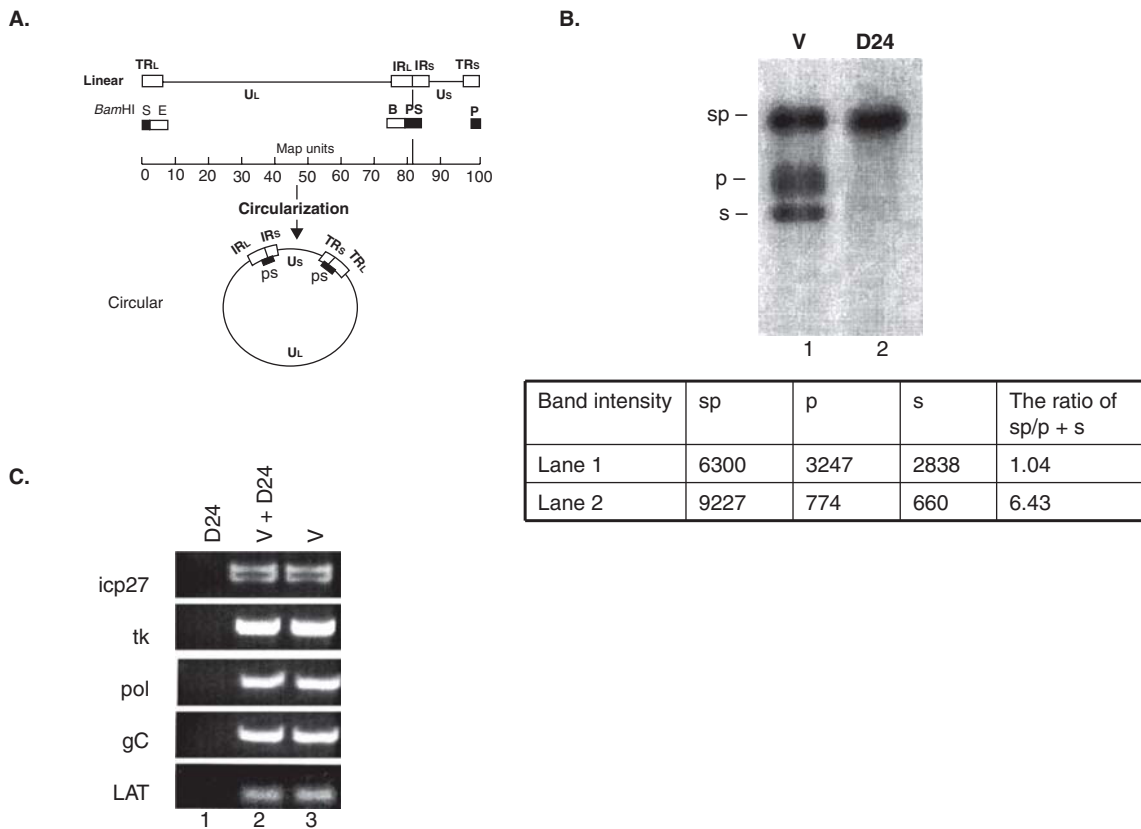 A.
TRL IRL IRS TRS
Linear
UL US
BamHI S E B PS P
Map units
0 10 20 30 40 50 60 70 80 90 100
Circularization
IRL IRS TRS TRL
US
ps ps
Circular
UL
B.
V D24
sp –
p –
s –
1 2
Band intensity sp p s The ratio of
sp/p + s
Lane 1 6300 3247 2838 1.04
Lane 2 9227 774 660 6.43
C.
D24 V + D24 V
icp27
tk
pol
gC
LAT
1 2 3